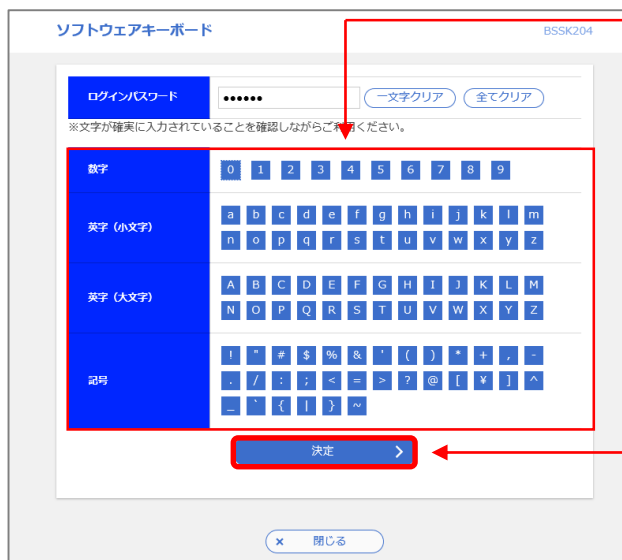 ソフトウェアキーボード
BSSK204
ログインパスワード
●●●●●●
一文字クリア
全てクリア
※文字が確実に入力されていることを確認しながらご利用ください。
数字
0 1 2 3 4 5 6 7 8 9
英字（小文字）
a b c d e f g h i j k l m
n o p q r s t u v w x y z
英字（大文字）
A B C D E F G H I J K L M
N O P Q R S T U V W X Y Z
記号
! " # $ % & ' ( ) * + , -
. / : ; < = > ? @ [ ¥ ] ^
_ ` { | } ~
決定
× 閉じる